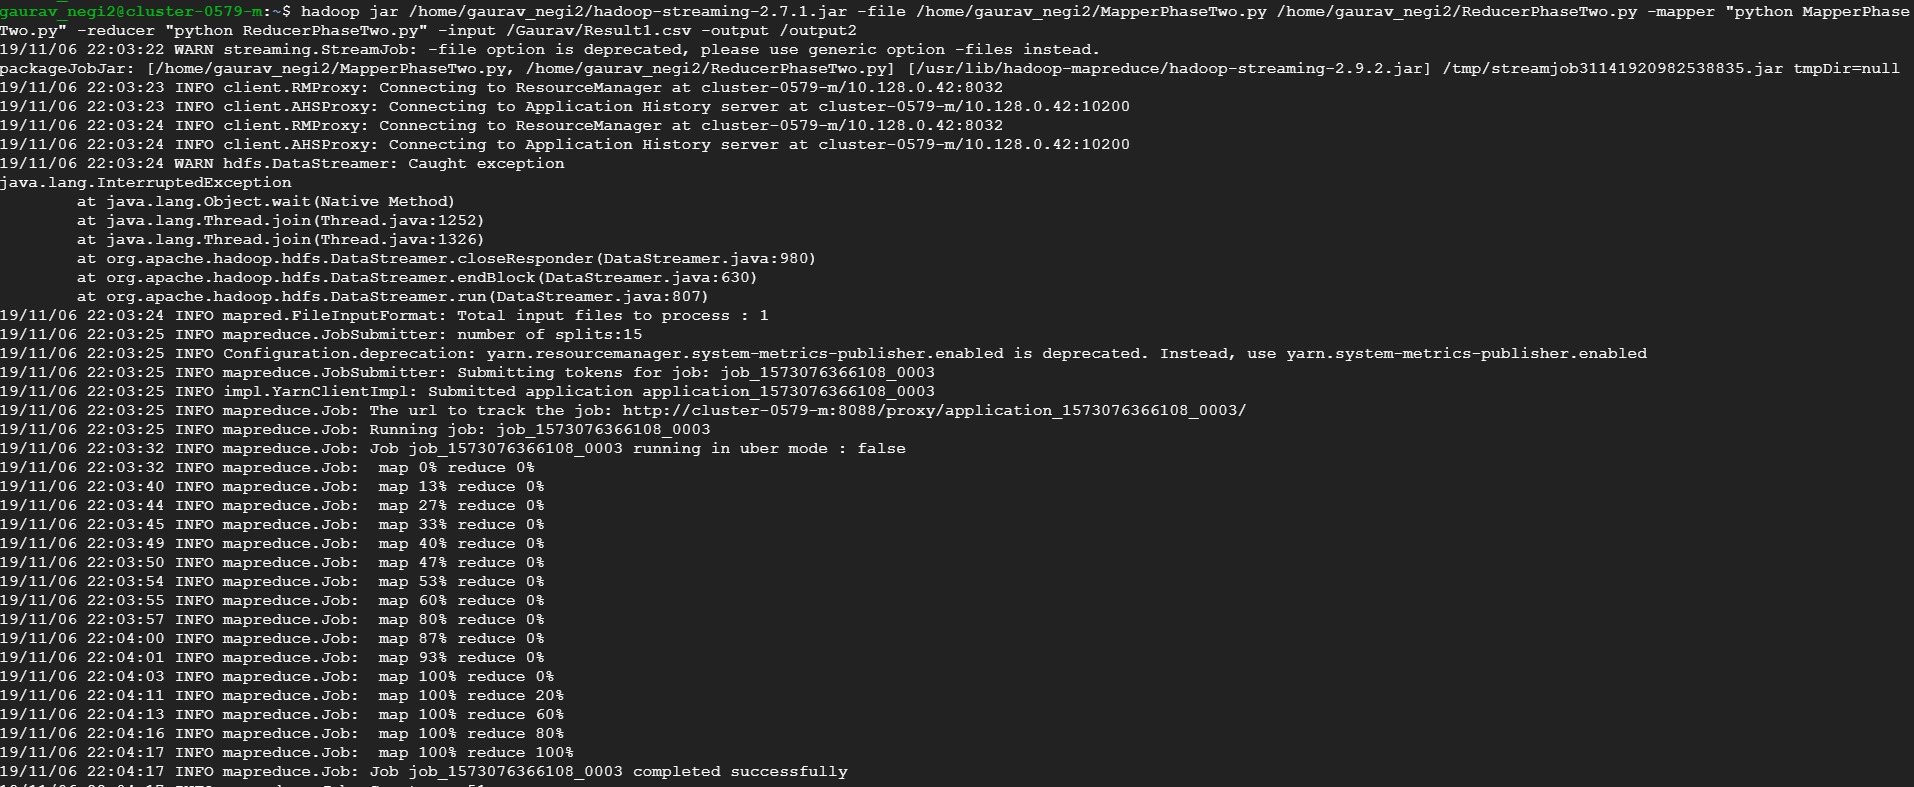 gaurav_negi2@cluster-0579-m:~$ hadoop jar /home/gaurav_negi2/hadoop-streaming-2.7.1.jar -file /home/gaurav_negi2/MapperPhaseTwo.py /home/gaurav_negi2/ReducerPhaseTwo.py -mapper "python MapperPhase
Two.py" -reducer "python ReducerPhaseTwo.py" -input /Gaurav/Result1.csv -output /output2
19/11/06 22:03:22 WARN streaming.StreamJob: -file option is deprecated, please use generic option -files instead.
packageJobJar: [/home/gaurav_negi2/MapperPhaseTwo.py, /home/gaurav_negi2/ReducerPhaseTwo.py] [/usr/lib/hadoop-mapreduce/hadoop-streaming-2.9.2.jar] /tmp/streamjob31141920982538835.jar tmpDir=null
19/11/06 22:03:23 INFO client.RMProxy: Connecting to ResourceManager at cluster-0579-m/10.128.0.42:8032
19/11/06 22:03:23 INFO client.AHSProxy: Connecting to Application History server at cluster-0579-m/10.128.0.42:10200
19/11/06 22:03:24 INFO client.RMProxy: Connecting to ResourceManager at cluster-0579-m/10.128.0.42:8032
19/11/06 22:03:24 INFO client.AHSProxy: Connecting to Application History server at cluster-0579-m/10.128.0.42:10200
19/11/06 22:03:24 WARN hdfs.DataStreamer: Caught exception
java.lang.InterruptedException
        at java.lang.Object.wait(Native Method)
        at java.lang.Thread.join(Thread.java:1252)
        at java.lang.Thread.join(Thread.java:1326)
        at org.apache.hadoop.hdfs.DataStreamer.closeResponder(DataStreamer.java:980)
        at org.apache.hadoop.hdfs.DataStreamer.endBlock(DataStreamer.java:630)
        at org.apache.hadoop.hdfs.DataStreamer.run(DataStreamer.java:807)
19/11/06 22:03:24 INFO mapred.FileInputFormat: Total input files to process : 1
19/11/06 22:03:25 INFO mapreduce.JobSubmitter: number of splits:15
19/11/06 22:03:25 INFO Configuration.deprecation: yarn.resourcemanager.system-metrics-publisher.enabled is deprecated. Instead, use yarn.system-metrics-publisher.enabled
19/11/06 22:03:25 INFO mapreduce.JobSubmitter: Submitting tokens for job: job_1573076366108_0003
19/11/06 22:03:25 INFO impl.YarnClientImpl: Submitted application application_1573076366108_0003
19/11/06 22:03:25 INFO mapreduce.Job: The url to track the job: http://cluster-0579-m:8088/proxy/application_1573076366108_0003/
19/11/06 22:03:25 INFO mapreduce.Job: Running job: job_1573076366108_0003
19/11/06 22:03:32 INFO mapreduce.Job: Job job_1573076366108_0003 running in uber mode : false
19/11/06 22:03:32 INFO mapreduce.Job:  map 0% reduce 0%
19/11/06 22:03:40 INFO mapreduce.Job:  map 13% reduce 0%
19/11/06 22:03:44 INFO mapreduce.Job:  map 27% reduce 0%
19/11/06 22:03:45 INFO mapreduce.Job:  map 33% reduce 0%
19/11/06 22:03:49 INFO mapreduce.Job:  map 40% reduce 0%
19/11/06 22:03:50 INFO mapreduce.Job:  map 47% reduce 0%
19/11/06 22:03:54 INFO mapreduce.Job:  map 53% reduce 0%
19/11/06 22:03:55 INFO mapreduce.Job:  map 60% reduce 0%
19/11/06 22:03:57 INFO mapreduce.Job:  map 80% reduce 0%
19/11/06 22:04:00 INFO mapreduce.Job:  map 87% reduce 0%
19/11/06 22:04:01 INFO mapreduce.Job:  map 93% reduce 0%
19/11/06 22:04:03 INFO mapreduce.Job:  map 100% reduce 0%
19/11/06 22:04:11 INFO mapreduce.Job:  map 100% reduce 20%
19/11/06 22:04:13 INFO mapreduce.Job:  map 100% reduce 60%
19/11/06 22:04:16 INFO mapreduce.Job:  map 100% reduce 80%
19/11/06 22:04:17 INFO mapreduce.Job:  map 100% reduce 100%
19/11/06 22:04:17 INFO mapreduce.Job: Job job_1573076366108_0003 completed successfully